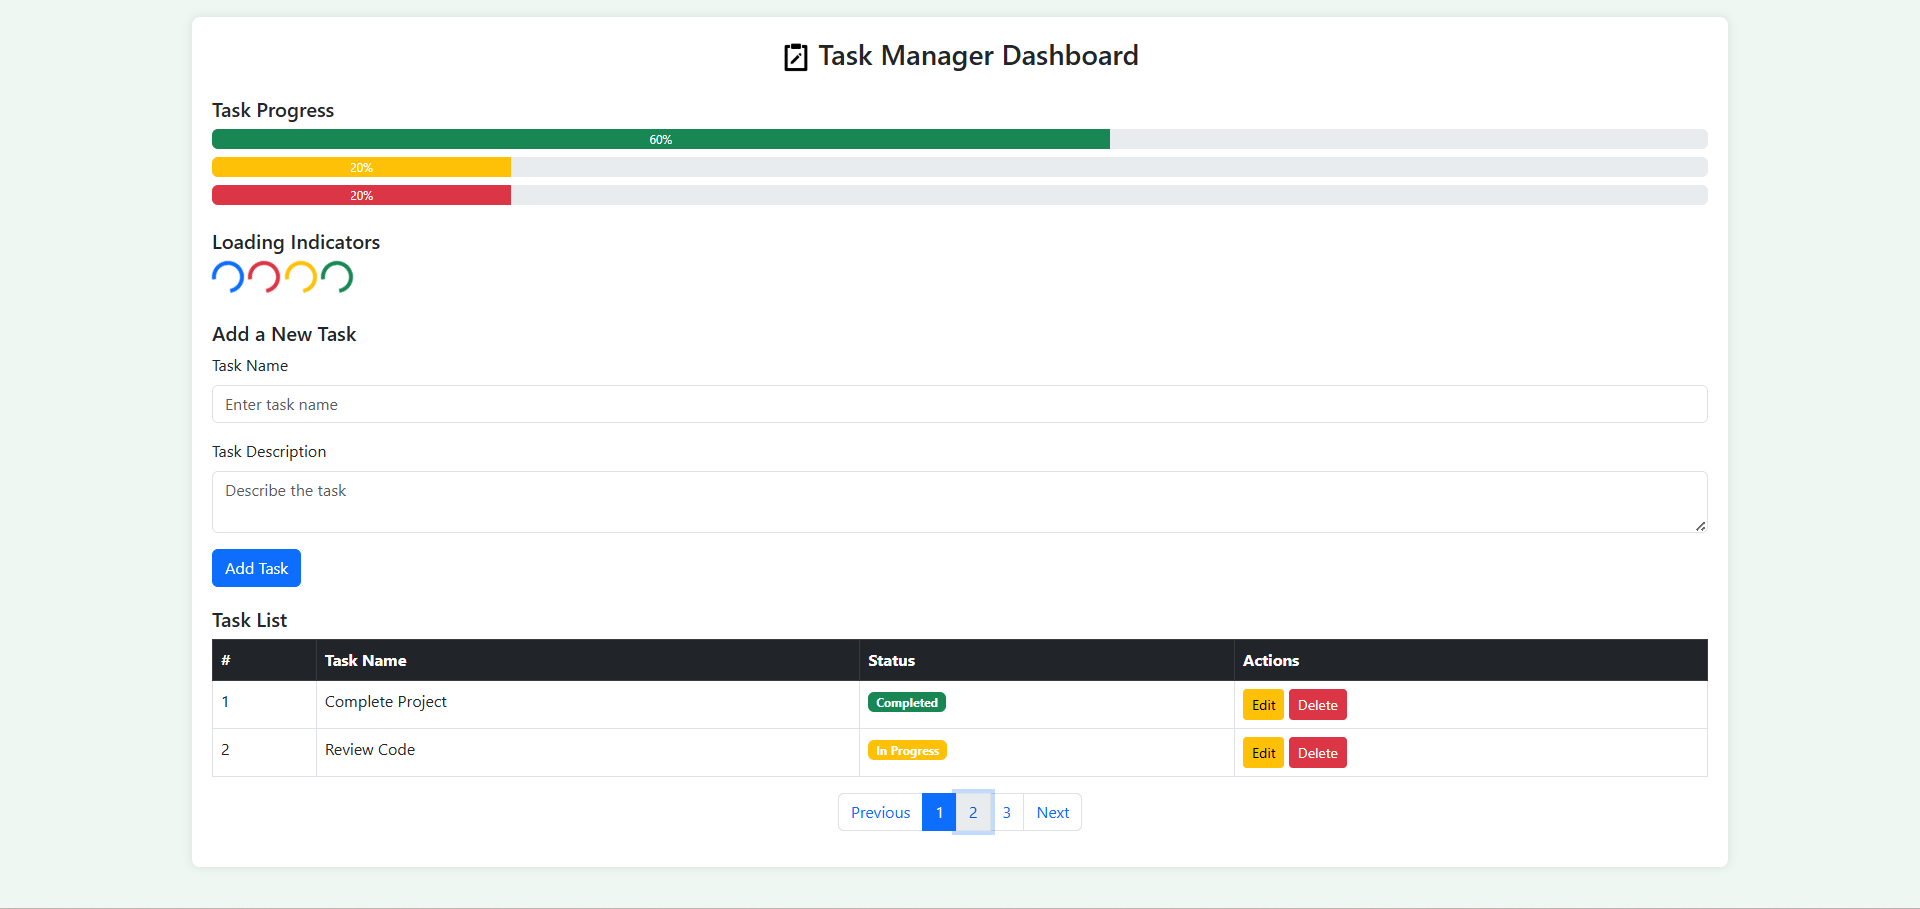 Task Manager Dashboard
Task Progress
60%
20%
20%
Loading Indicators
Add a New Task
Task Name
Enter task name
Task Description
Describe the task
Add Task
Task List
# Task Name Status Actions
1 Complete Project Completed Edit Delete
2 Review Code In Progress Edit Delete
Previous 1 2 3 Next